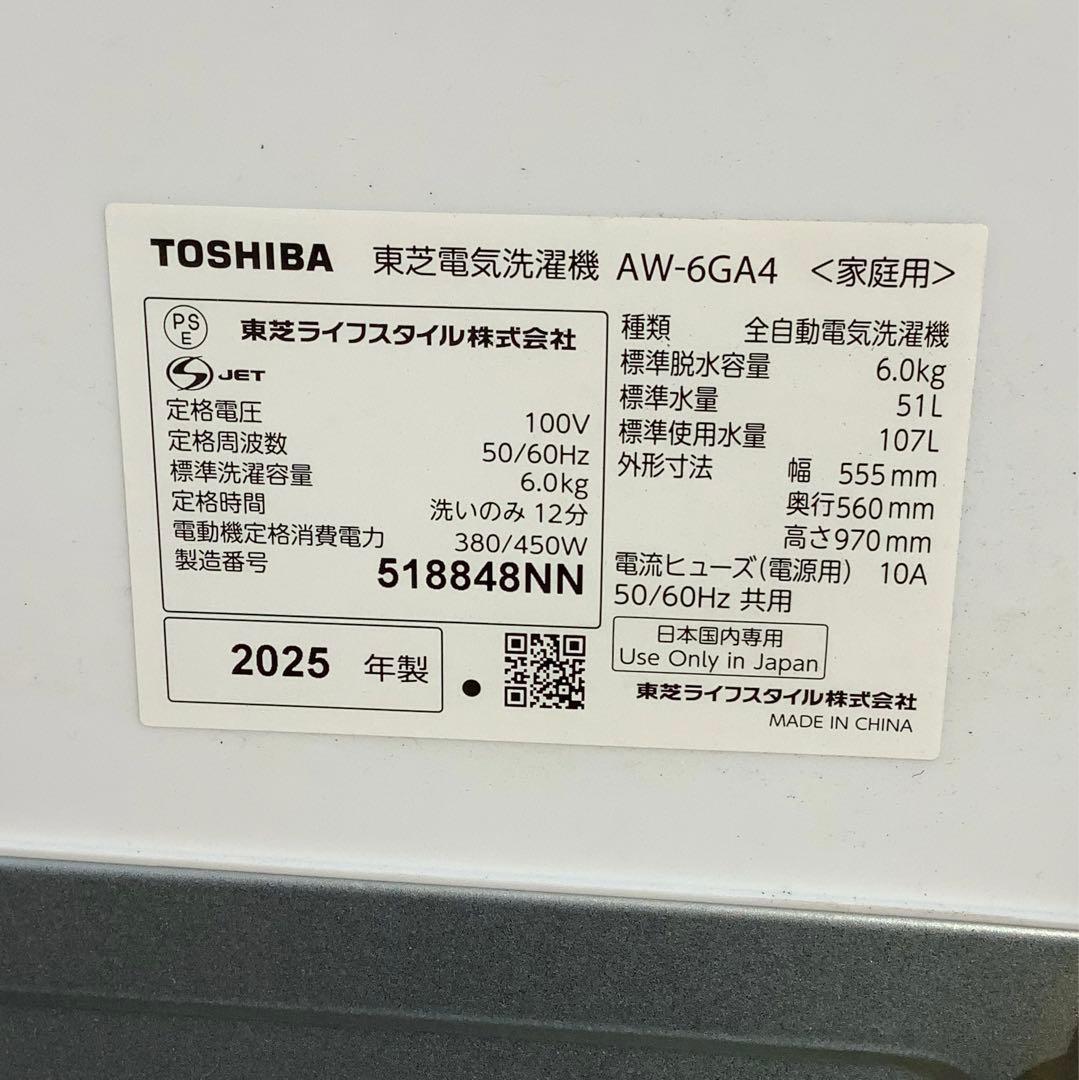 TOSHIBA 東芝電気洗濯機 AW-6GA4 <家庭用>
PS
E
東芝ライフスタイル株式会社
S JET
定格電圧 100V
定格周波数 50/60Hz
標準洗濯容量 6.0kg
定格時間 洗いのみ 12分
電動機定格消費電力 380/450W
製造番号 518848NN
2025 年製
種類 全自動電気洗濯機
標準脱水容量 6.0kg
標準水量 51L
標準使用水量 107L
外形寸法 幅 555mm
奥行560mm
高さ970mm
電流ヒューズ(電源用) 10A
50/60Hz 共用
日本国内専用
Use Only in Japan
東芝ライフスタイル株式会社
MADE IN CHINA